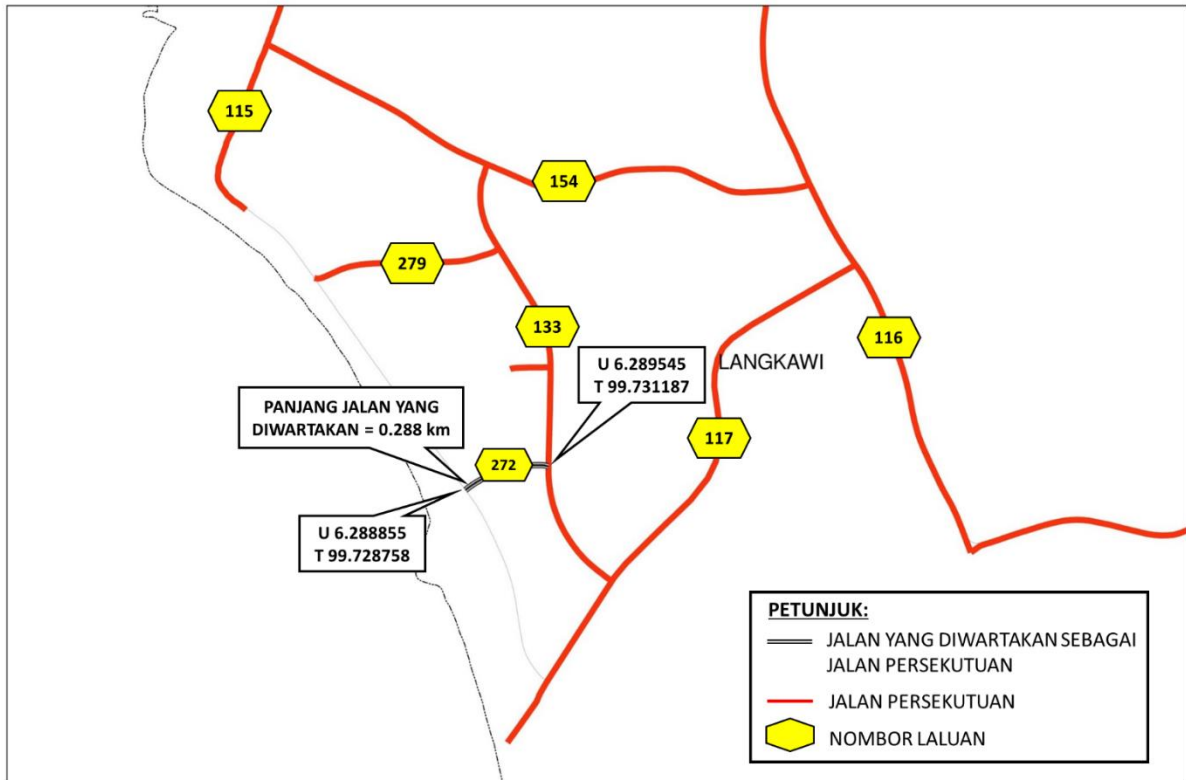 115
154
279
133
116
U 6.289545
T 99.731187
LANGKAWI
PANJANG JALAN YANG
DIWARTAKAN = 0.288 km
117
272
U 6.288855
T 99.728758
PETUNJUK:
JALAN YANG DIWARTAKAN SEBAGAI
JALAN PERSEKUTUAN
JALAN PERSEKUTUAN
NOMBOR LALUAN